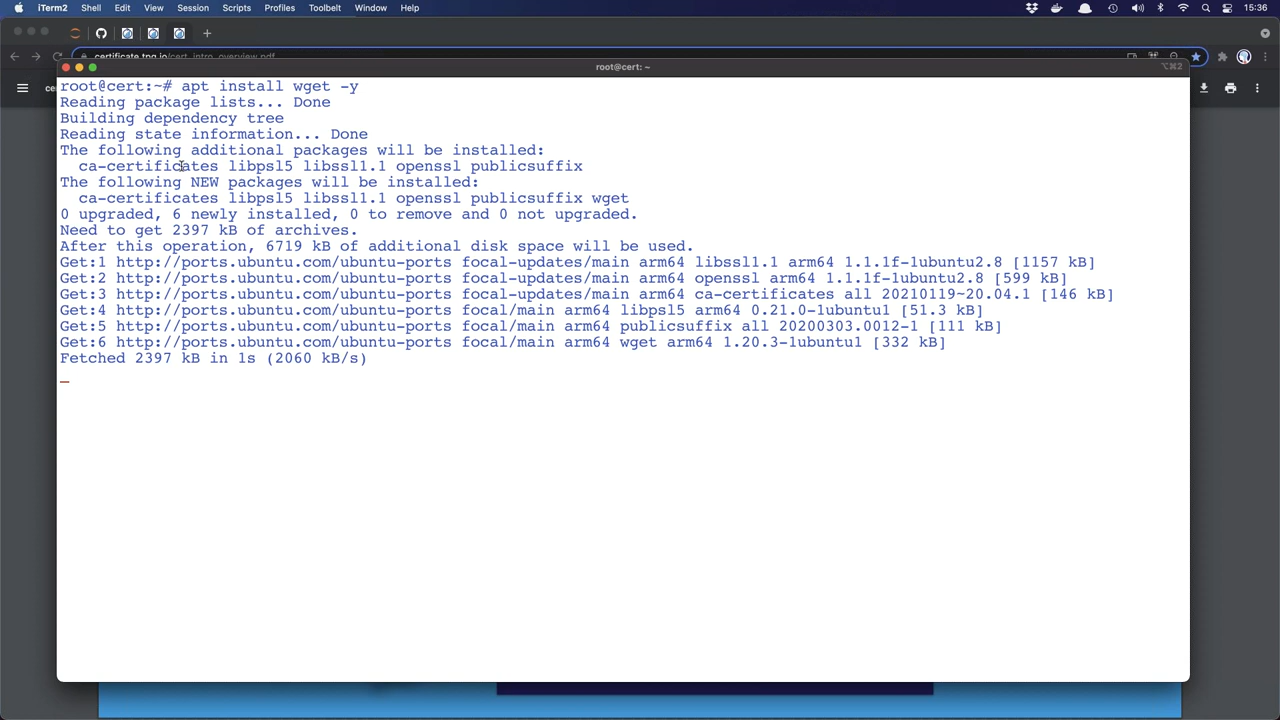 iTerm2 Shell Edit View Session Scripts Profiles Toolbelt Window Help 15:36
certificate.tpg.io/cert_intro_overview.pdf
root@cert: ~ ⌥⌘2
root@cert:~# apt install wget -y
Reading package lists... Done
Building dependency tree
Reading state information... Done
The following additional packages will be installed:
ca-certificates libpsl5 libssl1.1 openssl publicsuffix
The following NEW packages will be installed:
ca-certificates libpsl5 libssl1.1 openssl publicsuffix wget
0 upgraded, 6 newly installed, 0 to remove and 0 not upgraded.
Need to get 2397 kB of archives.
After this operation, 6719 kB of additional disk space will be used.
Get:1 http://ports.ubuntu.com/ubuntu-ports focal-updates/main arm64 libssl1.1 arm64 1.1.1f-1ubuntu2.8 [1157 kB]
Get:2 http://ports.ubuntu.com/ubuntu-ports focal-updates/main arm64 openssl arm64 1.1.1f-1ubuntu2.8 [599 kB]
Get:3 http://ports.ubuntu.com/ubuntu-ports focal-updates/main arm64 ca-certificates all 20210119~20.04.1 [146 kB]
Get:4 http://ports.ubuntu.com/ubuntu-ports focal/main arm64 libpsl5 arm64 0.21.0-1ubuntu1 [51.3 kB]
Get:5 http://ports.ubuntu.com/ubuntu-ports focal/main arm64 publicsuffix all 20200303.0012-1 [111 kB]
Get:6 http://ports.ubuntu.com/ubuntu-ports focal/main arm64 wget arm64 1.20.3-1ubuntu1 [332 kB]
Fetched 2397 kB in 1s (2060 kB/s)